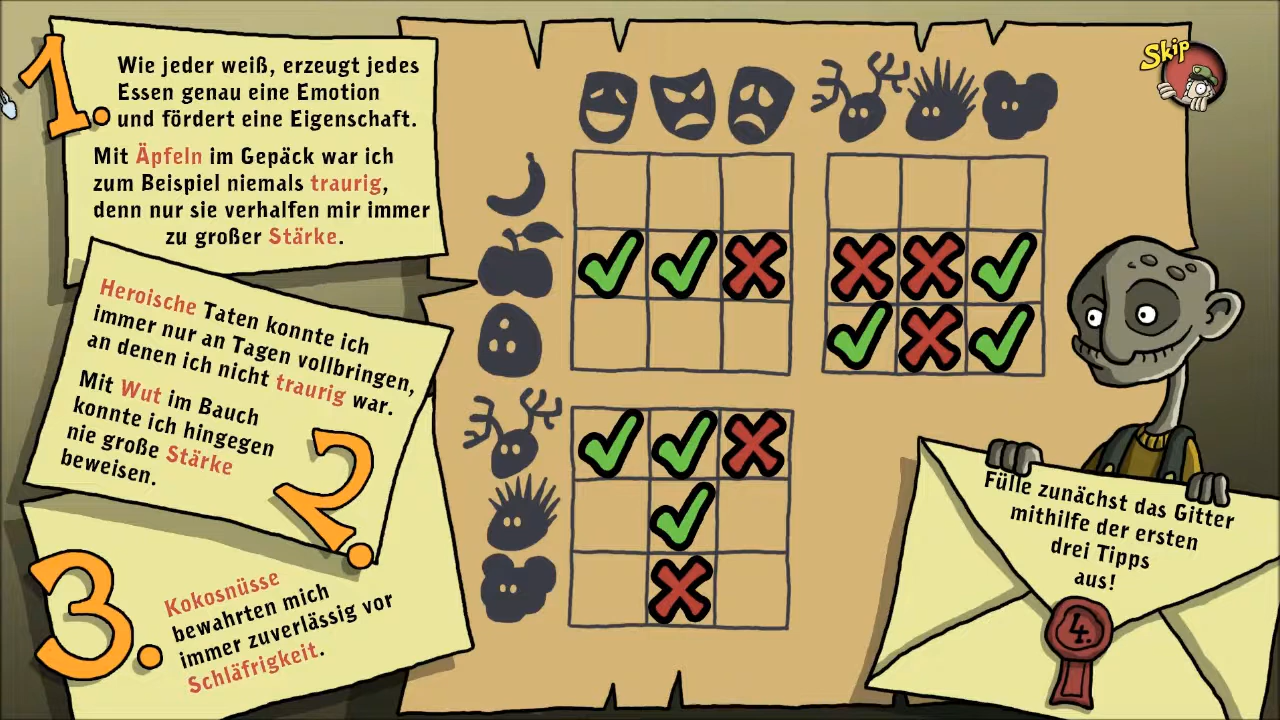 1.
Wie jeder weiß, erzeugt jedes
Essen genau eine Emotion
und fördert eine Eigenschaft.
Mit Äpfeln im Gepäck war ich
zum Beispiel niemals traurig,
denn nur sie verhalfen mir immer
zu großer Stärke.
Heroische Taten konnte ich
immer nur an Tagen vollbringen,
an denen ich nicht traurig war.
Mit Wut im Bauch
konnte ich hingegen
nie große Stärke
beweisen.
2.
3.
Kokosnüsse
bewahrten mich
immer zuverlässig vor
Schläfrigkeit.
Skip
Fülle zunächst das Gitter
mithilfe der ersten
drei Tipps
aus!
4.